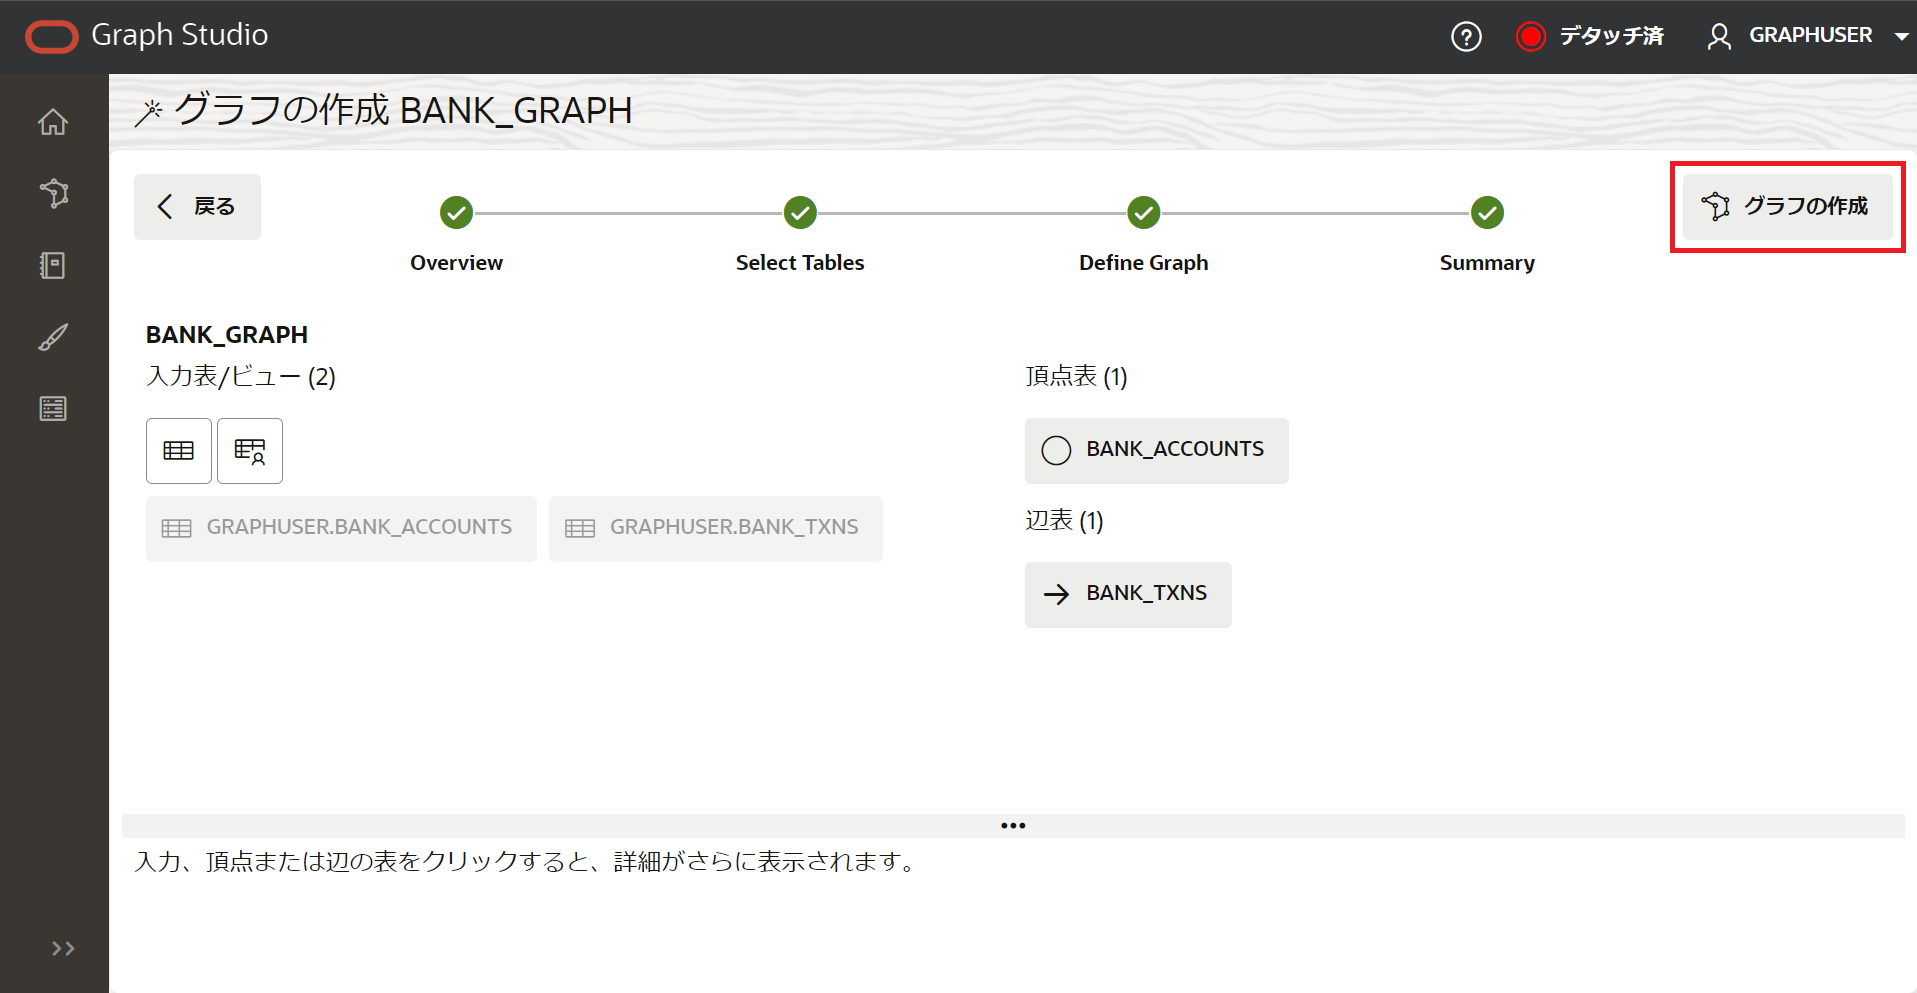 Graph Studio
デタッチ済
GRAPHUSER
グラフの作成 BANK_GRAPH
戻る
Overview
Select Tables
Define Graph
Summary
グラフの作成
BANK_GRAPH
入力表/ビュー (2)
GRAPHUSER.BANK_ACCOUNTS
GRAPHUSER.BANK_TXNS
頂点表 (1)
BANK_ACCOUNTS
辺表 (1)
BANK_TXNS
入力、頂点または辺の表をクリックすると、詳細がさらに表示されます。